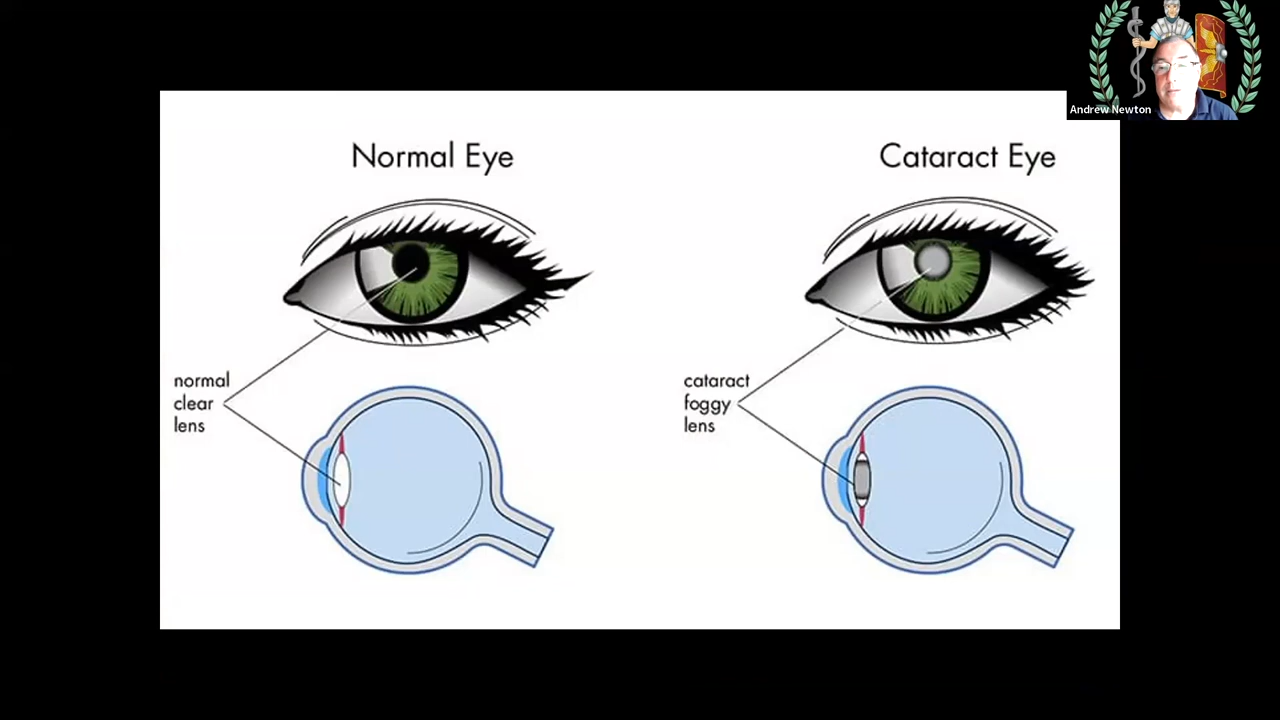 Andrew Newton
Normal Eye
Cataract Eye
normal
clear
lens
cataract
foggy
lens